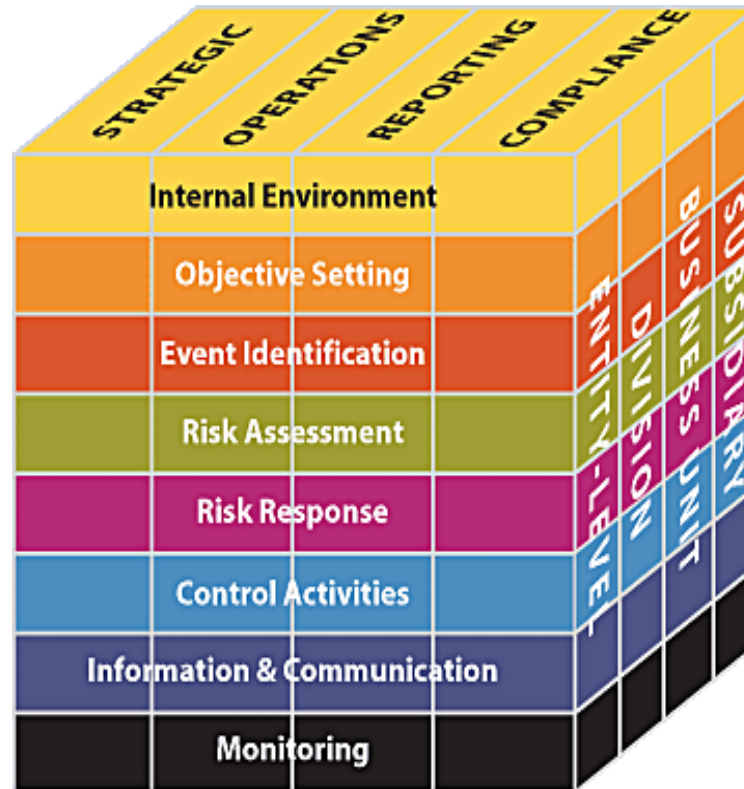 STRATEGIC
OPERATIONS
REPORTING
COMPLIANCE
Internal Environment
Objective Setting
Event Identification
Risk Assessment
Risk Response
Control Activities
Information & Communication
Monitoring
ENTITY-LEVEL
DIVISION
BUSINESS UNIT
SUBSIDIARY